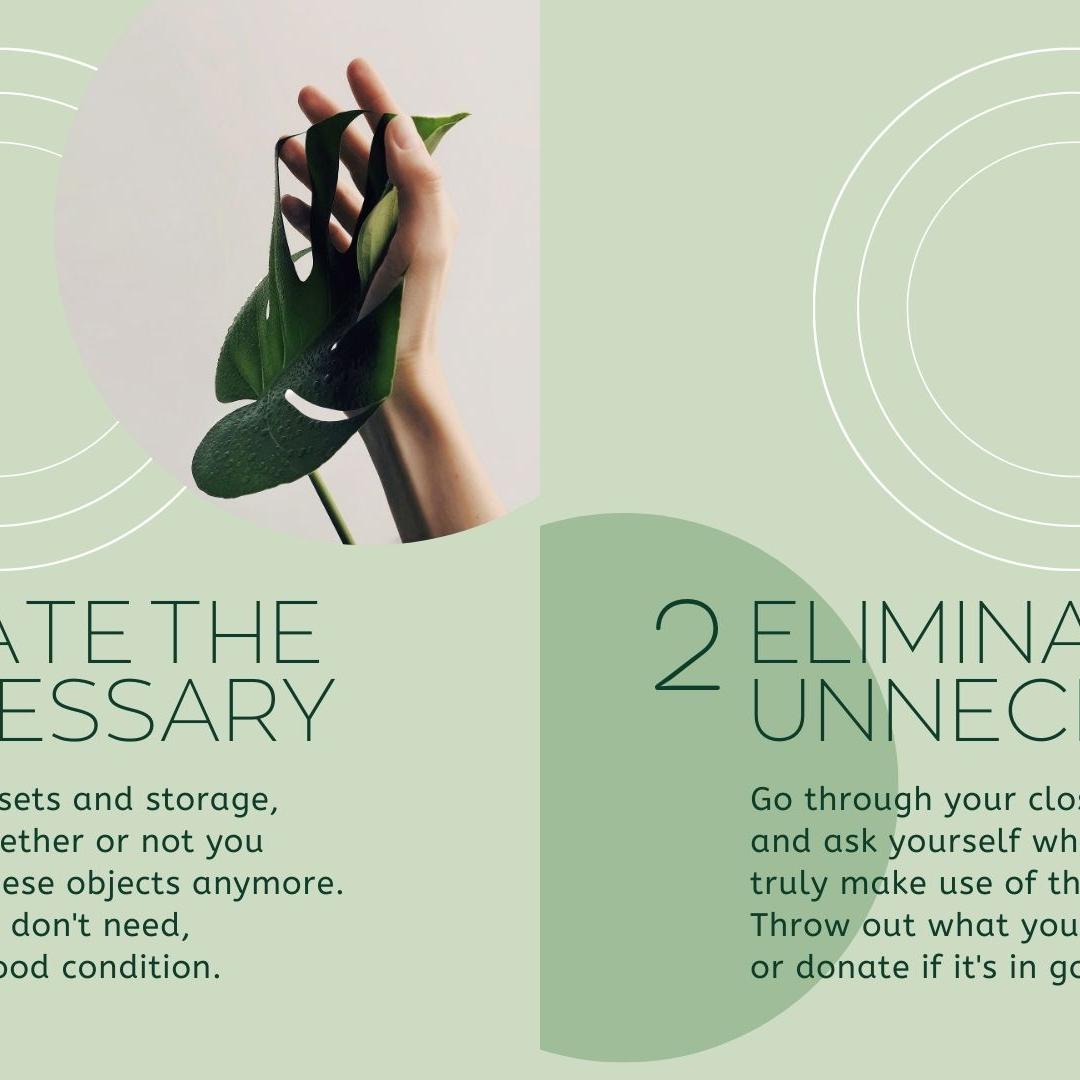 ATE THE
ESSARY
sets and storage,
ether or not you
ese objects anymore.
don't need,
ood condition.
2 ELIMINA
UNNEC
Go through your clos
and ask yourself wh
truly make use of th
Throw out what you
or donate if it's in go